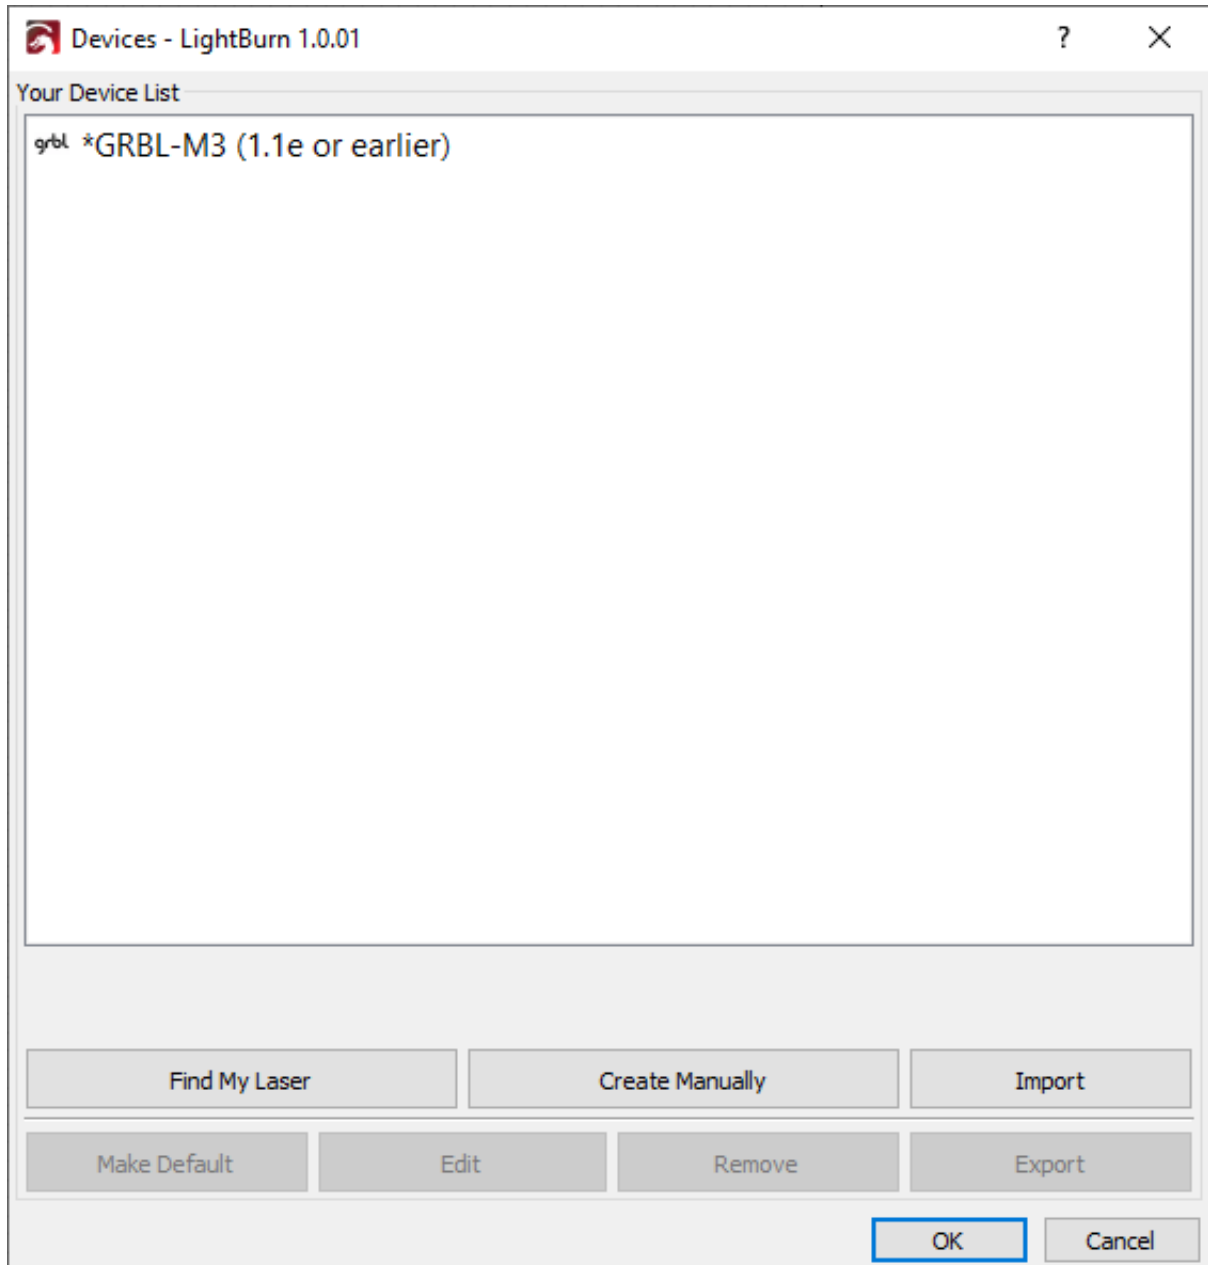 Devices - LightBurn 1.0.01 ?
Your Device List
grbl *GRBL-M3 (1.1e or earlier)
Find My Laser Create Manually Import
Make Default Edit Remove Export
OK Cancel